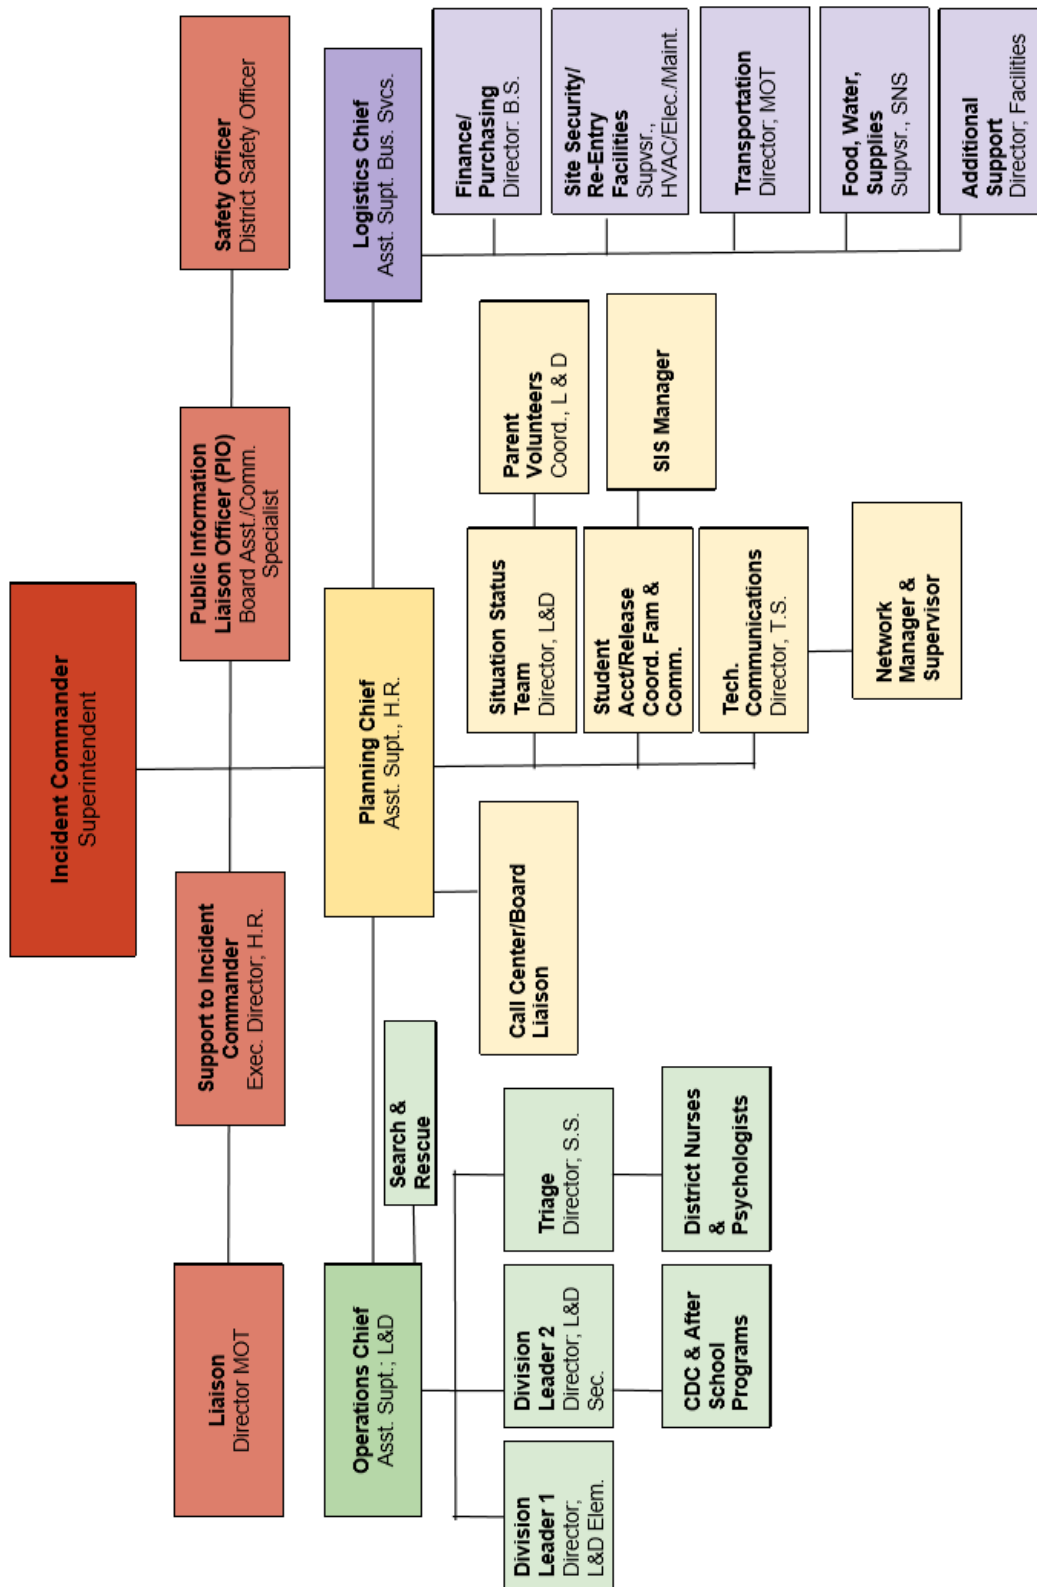 Incident Commander
Superintendent
Liaison
Director MOT
Support to Incident
Commander
Exec. Director; H.R.
Public Information
Liaison Officer (PIO)
Board Asst./Comm.
Specialist
Safety Officer
District Safety Officer
Operations Chief
Asst. Supt.; L&D
Planning Chief
Asst. Supt., H.R.
Logistics Chief
Asst. Supt. Bus. Svcs.
Search &
Rescue
Division
Leader 1
Director;
L&D Elem.
Division
Leader 2
Director; L&D
Sec.
Triage
Director; S.S.
CDC & After
School
Programs
District Nurses
&
Psychologists
Call Center/Board
Liaison
Situation Status
Team
Director, L&D
Parent
Volunteers
Coord., L & D
Student
Acct/Release
Coord. Fam &
Comm.
SIS Manager
Tech.
Communications
Director, T.S.
Network
Manager &
Supervisor
Finance/
Purchasing
Director: B.S.
Site Security/
Re-Entry
Facilities
Supvsr.,
HVAC/Elec./Maint.
Transportation
Director; MOT
Food, Water,
Supplies
Supvsr., SNS
Additional
Support
Director, Facilities